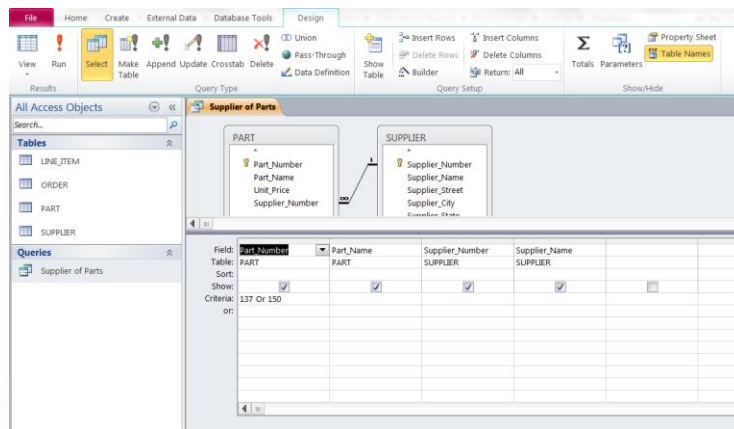 File Home Create External Data Database Tools Design
View
Run
Select
Make Table
Append
Update
Crosstab
Delete
Union
Pass-Through
Data Definition
Show Table
Insert Rows
Delete Rows
Builder
Insert Columns
Delete Columns
Return: All
Totals
Parameters
Property Sheet
Table Names
Results Query Type Query Setup Show/Hide
All Access Objects
Search...
Tables
LINE_ITEM
ORDER
PART
SUPPLIER
Queries
Supplier of Parts
Supplier of Parts
PART
*
Part_Number
Part_Name
Unit_Price
Supplier_Number
1
∞
SUPPLIER
*
Supplier_Number
Supplier_Name
Supplier_Street
Supplier_City
Supplier_State
Field: Part_Number Part_Name Supplier_Number Supplier_Name
Table: PART PART SUPPLIER SUPPLIER
Sort:
Show:
Criteria: 137 Or 150
or: